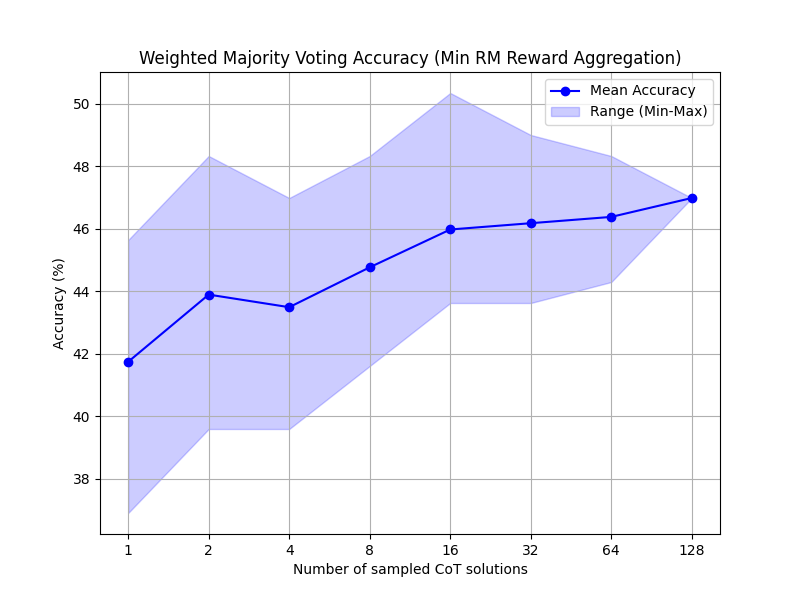 Weighted Majority Voting Accuracy (Min RM Reward Aggregation)
Mean Accuracy
Range (Min-Max)
Accuracy (%)
50
48
46
44
42
40
38
1 2 4 8 16 32 64 128
Number of sampled CoT solutions